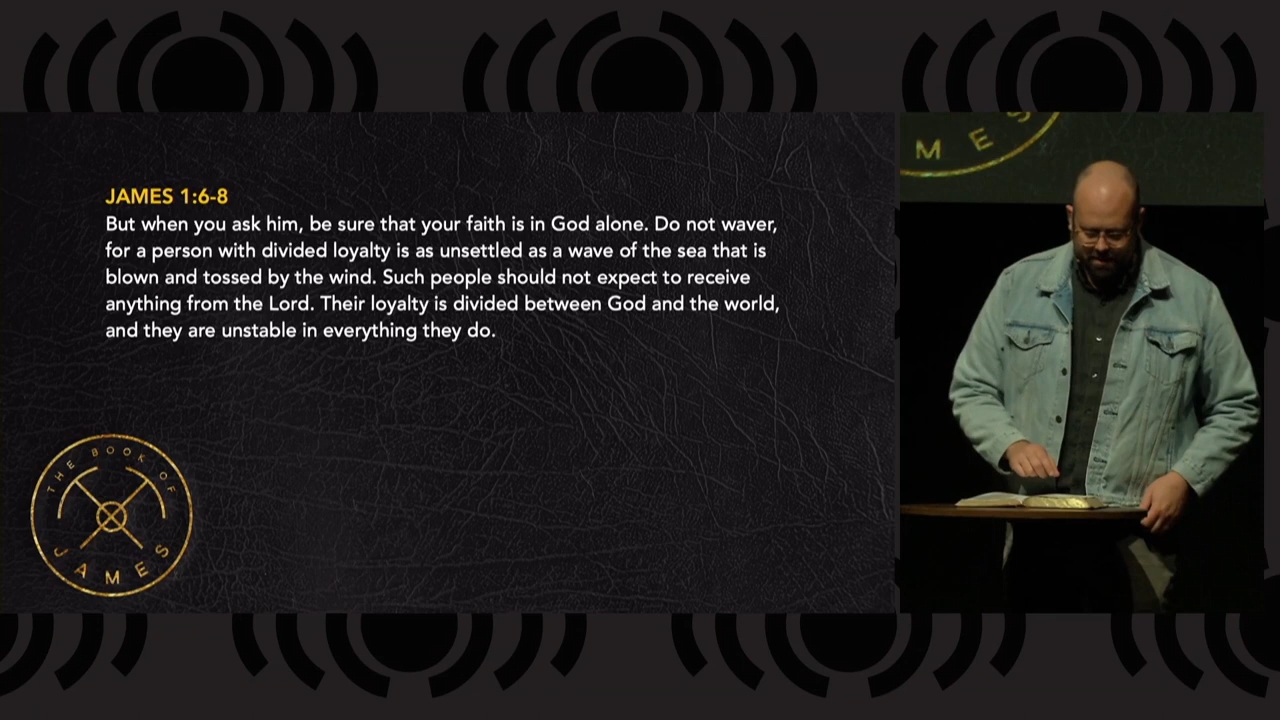 JAMES 1:6-8
But when you ask him, be sure that your faith is in God alone. Do not waver,
for a person with divided loyalty is as unsettled as a wave of the sea that is
blown and tossed by the wind. Such people should not expect to receive
anything from the Lord. Their loyalty is divided between God and the world,
and they are unstable in everything they do.
THE BOOK OF
JAMES
MES